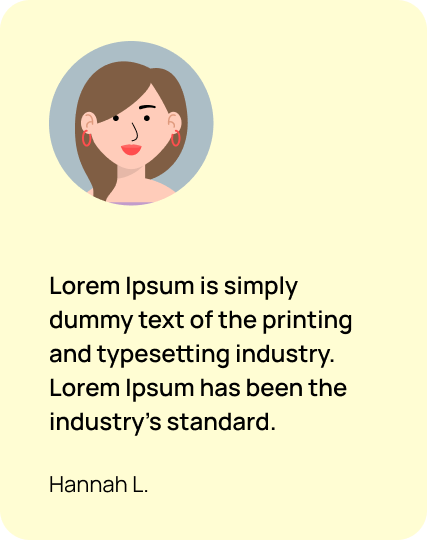 Lorem Ipsum is simply
dummy text of the printing
and typesetting industry.
Lorem Ipsum has been the
industry’s standard.
Hannah L.